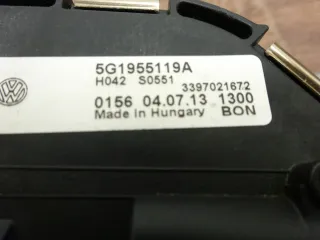 5G1955119A
H042 S0551
3397021672
0156 04.07.13 1300
Made in Hungary BON